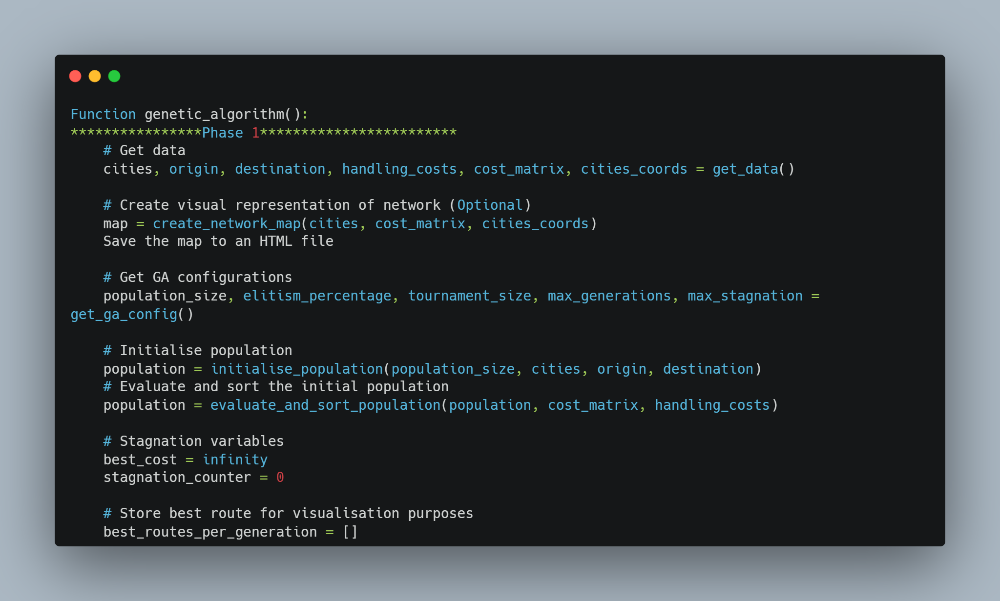 Function genetic_algorithm():
****************Phase 1************************
    # Get data
    cities, origin, destination, handling_costs, cost_matrix, cities_coords = get_data()

    # Create visual representation of network (Optional)
    map = create_network_map(cities, cost_matrix, cities_coords)
    Save the map to an HTML file

    # Get GA configurations
    population_size, elitism_percentage, tournament_size, max_generations, max_stagnation =
get_ga_config()

    # Initialise population
    population = initialise_population(population_size, cities, origin, destination)
    # Evaluate and sort the initial population
    population = evaluate_and_sort_population(population, cost_matrix, handling_costs)

    # Stagnation variables
    best_cost = infinity
    stagnation_counter = 0

    # Store best route for visualisation purposes
    best_routes_per_generation = []